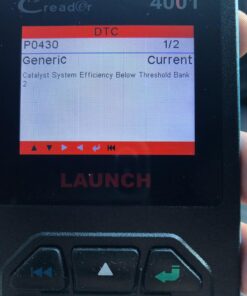 Creader 4001
DTC
P0430 1/2
Generic Current
Catalyst System Efficiency Below Threshold Bank
2
LAUNCH